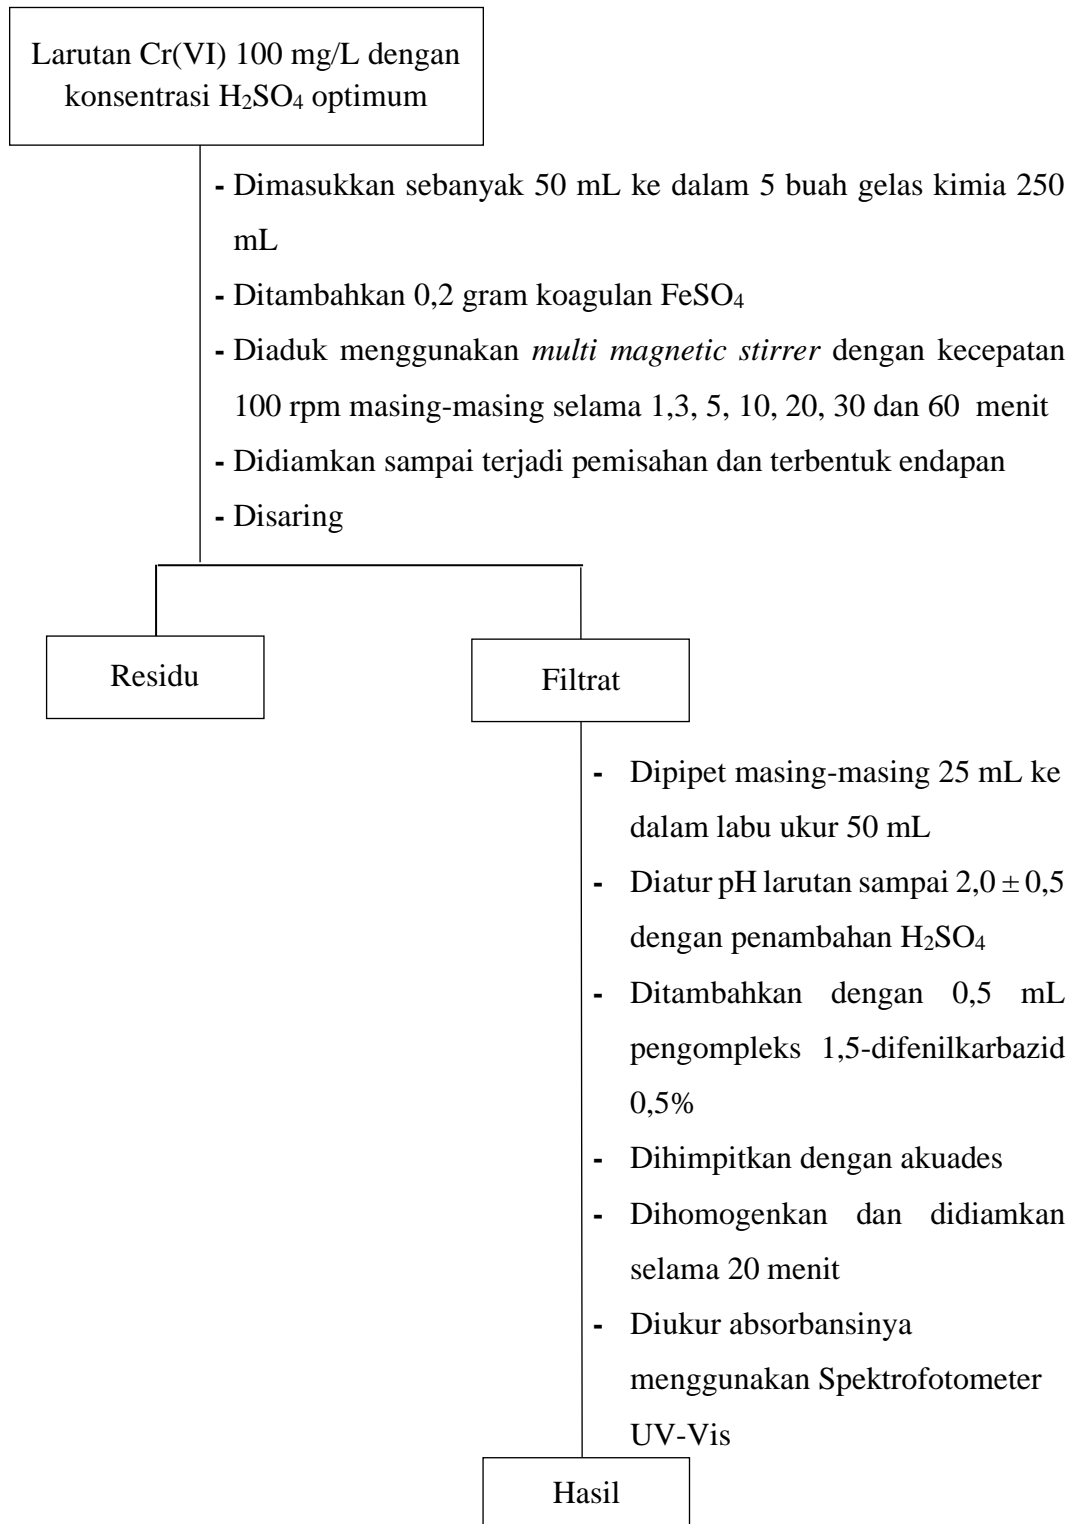 Larutan Cr(VI) 100 mg/L dengan
konsentrasi H₂SO₄ optimum
- Dimasukkan sebanyak 50 mL ke dalam 5 buah gelas kimia 250
mL
- Ditambahkan 0,2 gram koagulan FeSO₄
- Diaduk menggunakan multi magnetic stirrer dengan kecepatan
100 rpm masing-masing selama 1,3, 5, 10, 20, 30 dan 60 menit
- Didiamkan sampai terjadi pemisahan dan terbentuk endapan
- Disaring
Residu
Filtrat
- Dipipet masing-masing 25 mL ke
dalam labu ukur 50 mL
- Diatur pH larutan sampai 2,0 ± 0,5
dengan penambahan H₂SO₄
- Ditambahkan dengan 0,5 mL
pengompleks 1,5-difenilkarbazid
0,5%
- Dihimpitkan dengan akuades
- Dihomogenkan dan didiamkan
selama 20 menit
- Diukur absorbansinya
menggunakan Spektrofotometer
UV-Vis
Hasil